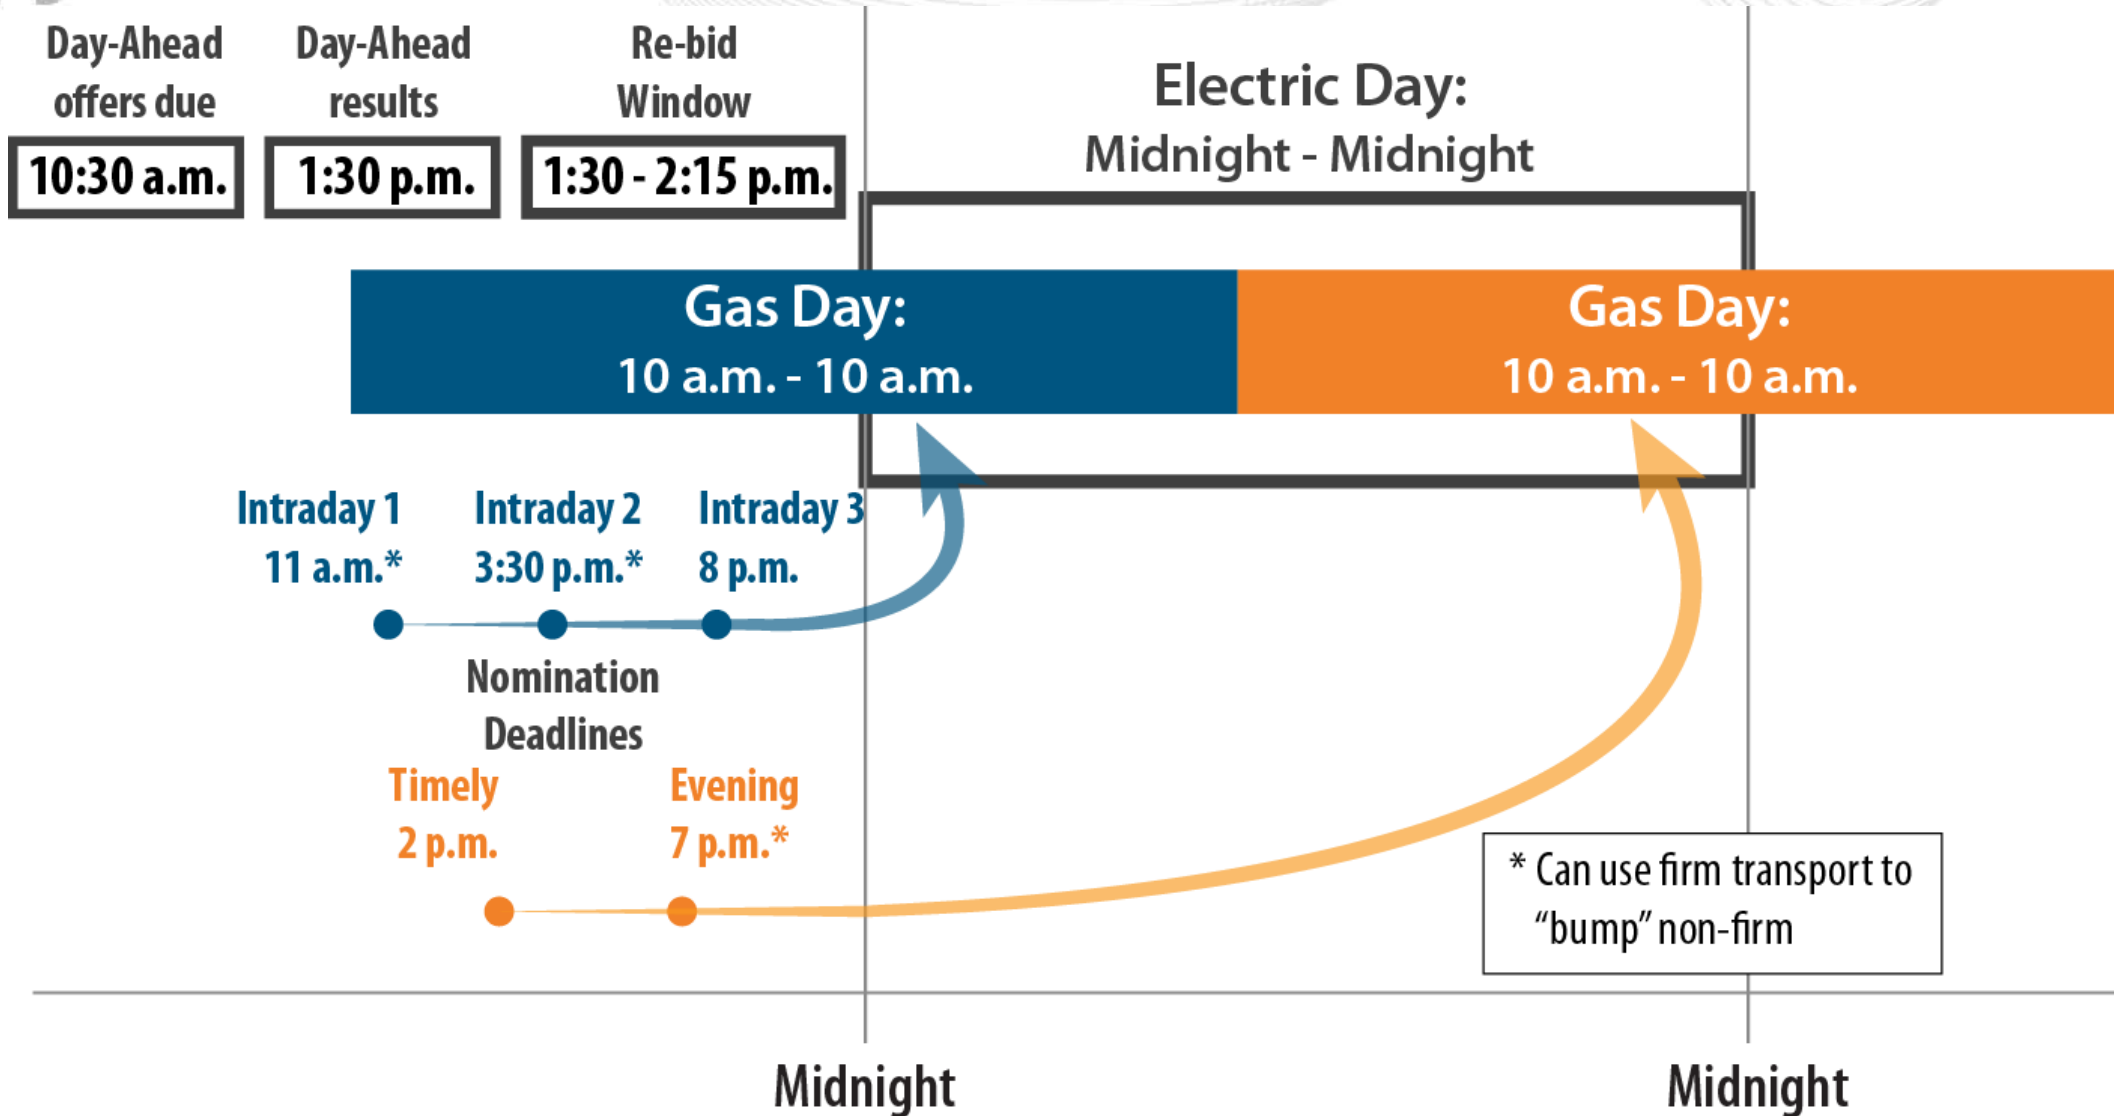 Day-Ahead
offers due
10:30 a.m.
Day-Ahead
results
1:30 p.m.
Re-bid
Window
1:30 - 2:15 p.m.
Electric Day:
Midnight - Midnight
Gas Day:
10 a.m. - 10 a.m.
Gas Day:
10 a.m. - 10 a.m.
Intraday 1
11 a.m.*
Intraday 2
3:30 p.m.*
Intraday 3
8 p.m.
Nomination
Deadlines
Timely
2 p.m.
Evening
7 p.m.*
* Can use firm transport to
“bump” non-firm
Midnight
Midnight